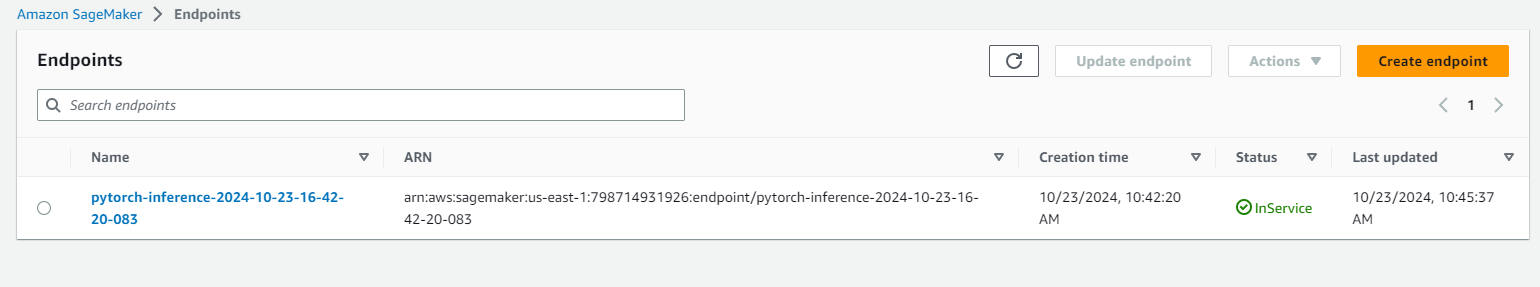 Amazon SageMaker > Endpoints
Endpoints
Update endpoint
Actions
Create endpoint
Search endpoints
1
Name
ARN
Creation time
Status
Last updated
pytorch-inference-2024-10-23-16-42-
20-083
arn:aws:sagemaker:us-east-1:798714931926:endpoint/pytorch-inference-2024-10-23-16-
42-20-083
10/23/2024, 10:42:20
AM
InService
10/23/2024, 10:45:37
AM